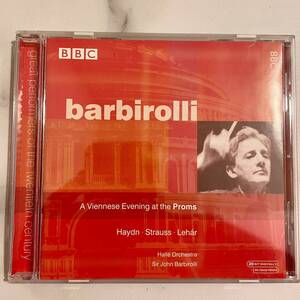 BBC
BBC
barbirolli
A Viennese Evening at the Proms
Haydn · Strauss · Lehár
Hallé Orchestra
Sir John Barbirolli
great performers of the twentieth century